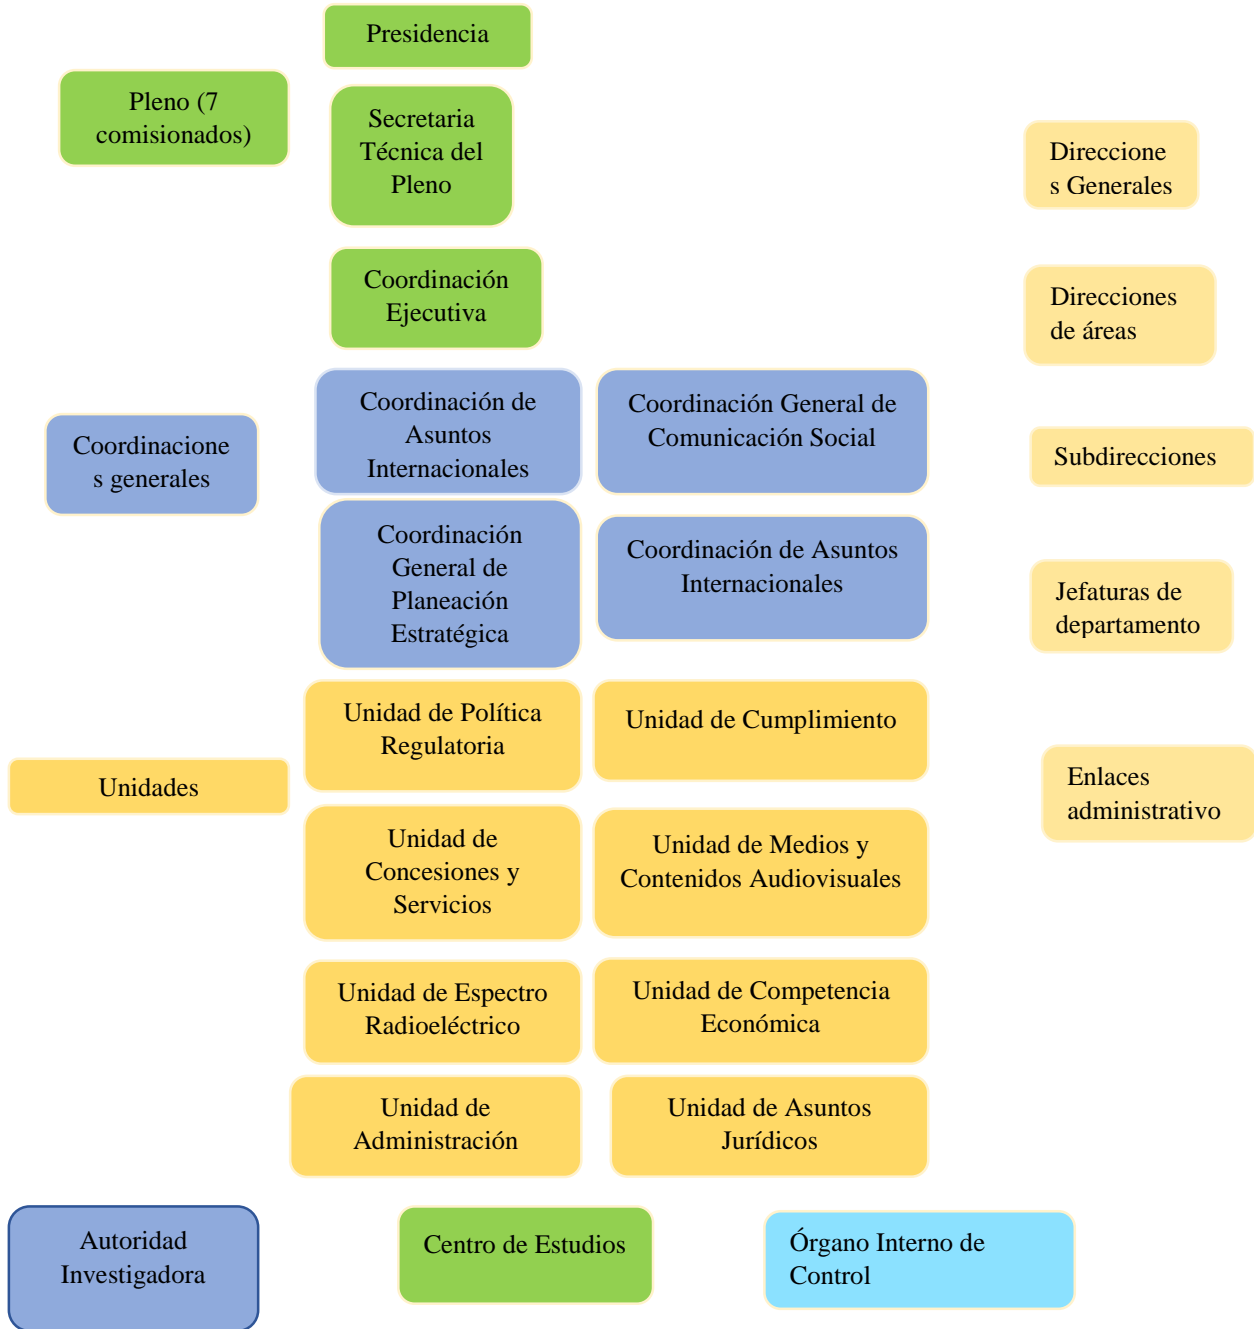 Presidencia
Pleno (7
comisionados)
Secretaria
Técnica del
Pleno
Direccione
s Generales
Coordinación
Ejecutiva
Direcciones
de áreas
Coordinacione
s generales
Coordinación de
Asuntos
Internacionales
Coordinación General de
Comunicación Social
Subdirecciones
Coordinación
General de
Planeación
Estratégica
Coordinación de Asuntos
Internacionales
Jefaturas de
departamento
Unidades
Unidad de Política
Regulatoria
Unidad de Cumplimiento
Enlaces
administrativo
Unidad de
Concesiones y
Servicios
Unidad de Medios y
Contenidos Audiovisuales
Unidad de Espectro
Radioeléctrico
Unidad de Competencia
Económica
Unidad de
Administración
Unidad de Asuntos
Jurídicos
Autoridad
Investigadora
Centro de Estudios
Órgano Interno de
Control